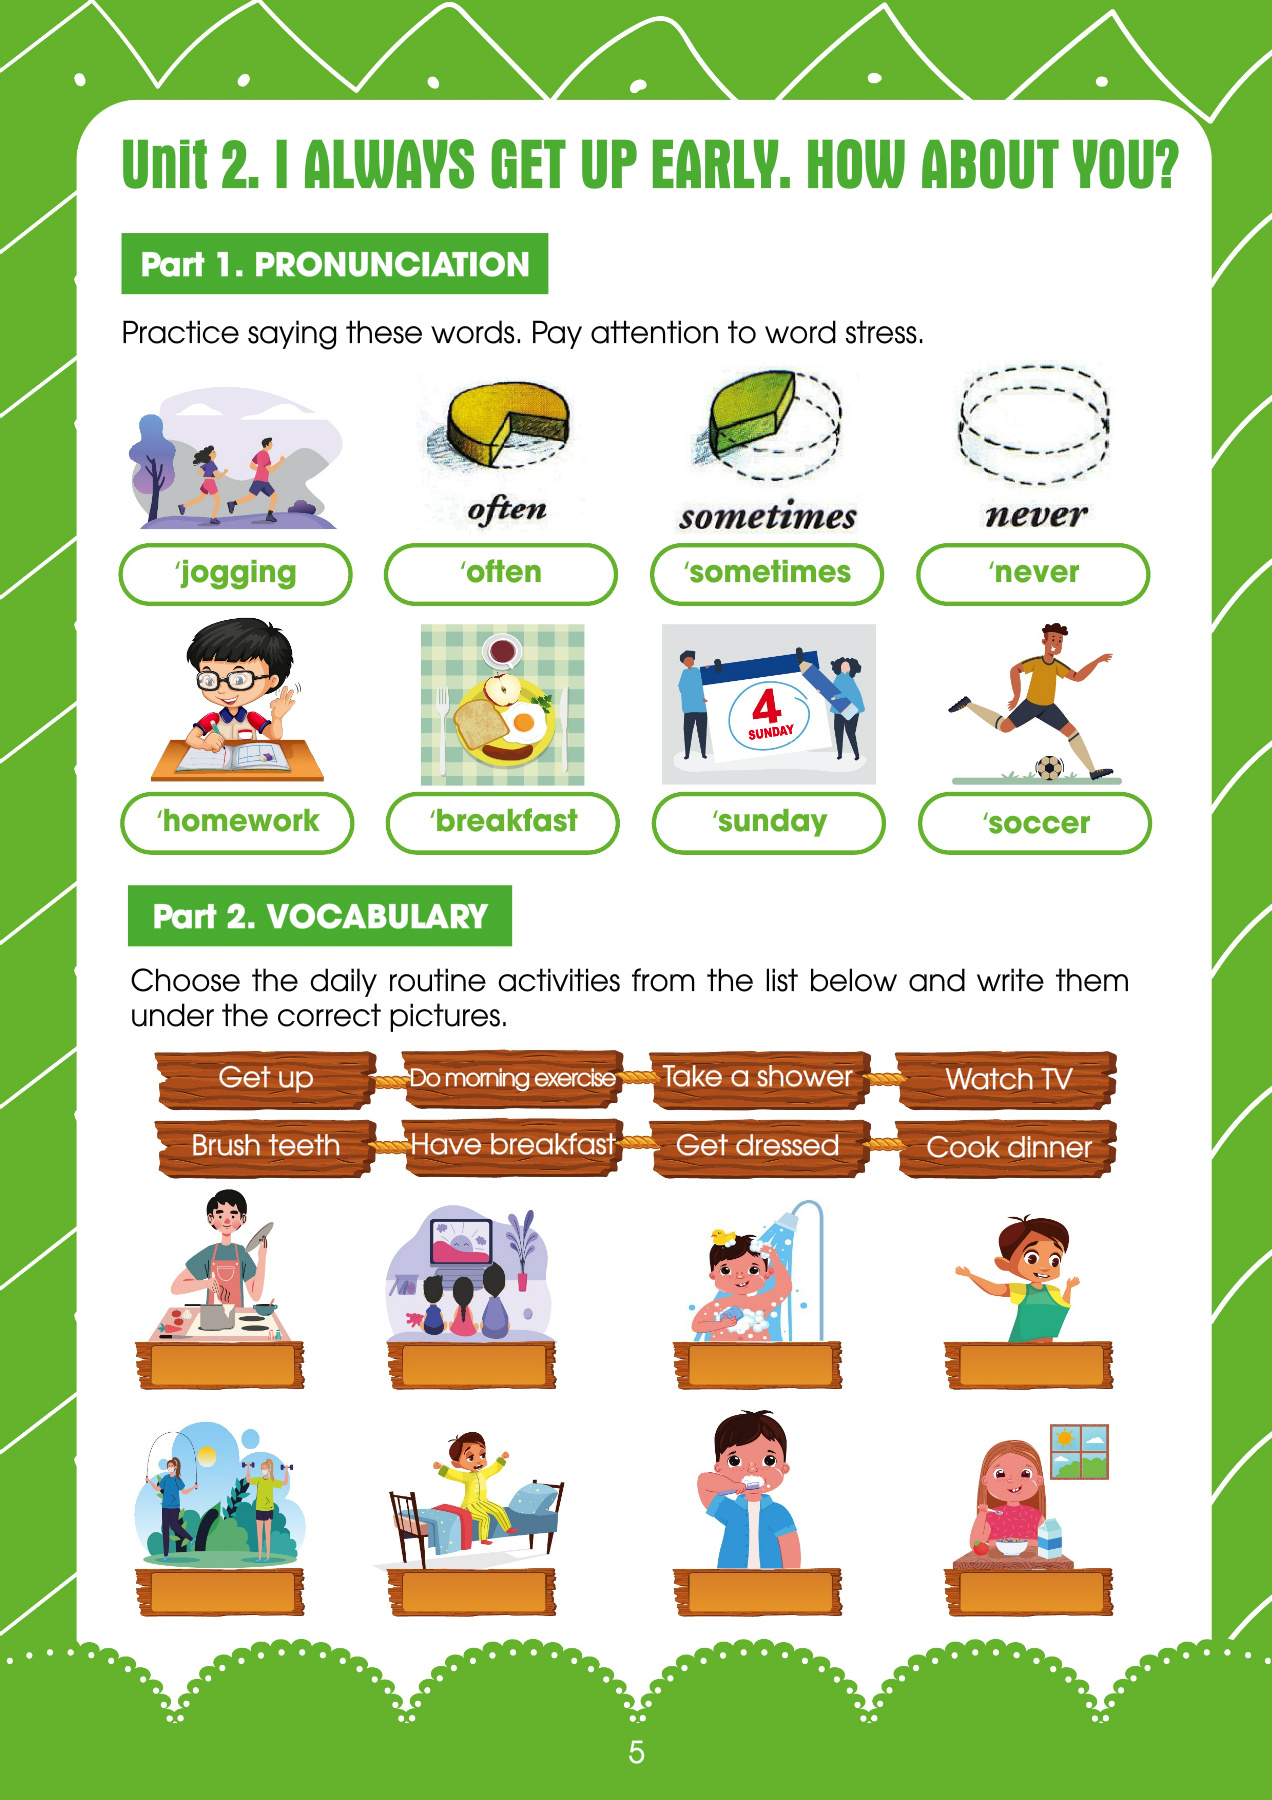 Unit 2. I ALWAYS GET UP EARLY. HOW ABOUT YOU?
Part 1. PRONUNCIATION
Practice saying these words. Pay attention to word stress.
often
sometimes
never
‘jogging
‘often
‘sometimes
‘never
4
SUNDAY
‘homework
‘breakfast
‘sunday
‘soccer
Part 2. VOCABULARY
Choose the daily routine activities from the list below and write them
under the correct pictures.
Get up
Do morning exercise
Take a shower
Watch TV
Brush teeth
Have breakfast
Get dressed
Cook dinner
5